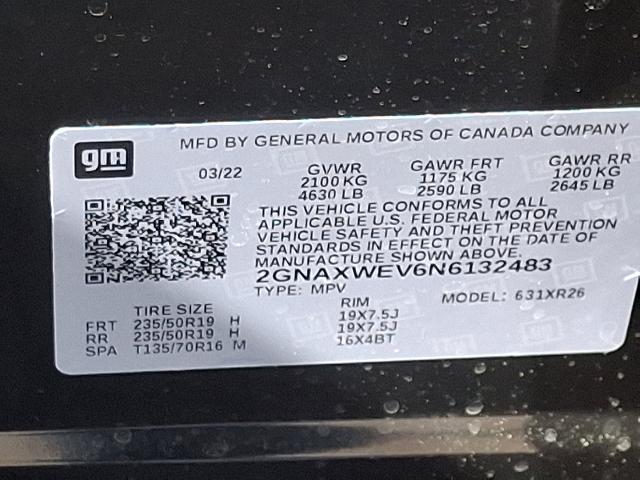 gm
MFD BY GENERAL MOTORS OF CANADA COMPANY
03/22 GVWR GAWR FRT GAWR RR
2100 KG 1175 KG 1200 KG
4630 LB 2590 LB 2645 LB
THIS VEHICLE CONFORMS TO ALL
APPLICABLE U.S. FEDERAL MOTOR
VEHICLE SAFETY AND THEFT PREVENTION
STANDARDS IN EFFECT ON THE DATE OF
MANUFACTURE SHOWN ABOVE.
2GNAXWEV6N6132483
TYPE: MPV MODEL: 631XR26
TIRE SIZE RIM
FRT 235/50R19 H 19X7.5J
RR 235/50R19 H 19X7.5J
SPA T135/70R16 M 16X4BT